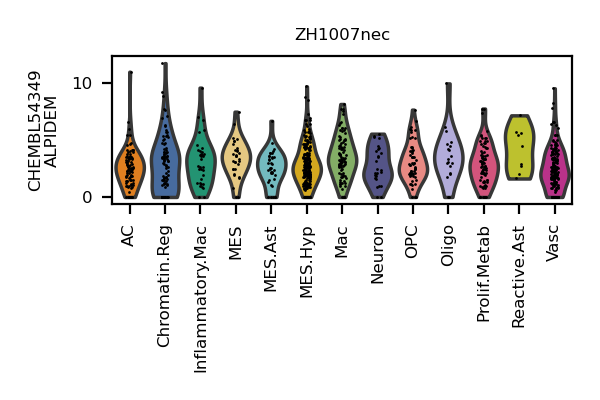 ZH1007nec
CHEMBL54349
ALPIDEM
10
0
AC
Chromatin.Reg
Inflammatory.Mac
MES
MES.Ast
MES.Hyp
Mac
Neuron
OPC
Oligo
Prolif.Metab
Reactive.Ast
Vasc